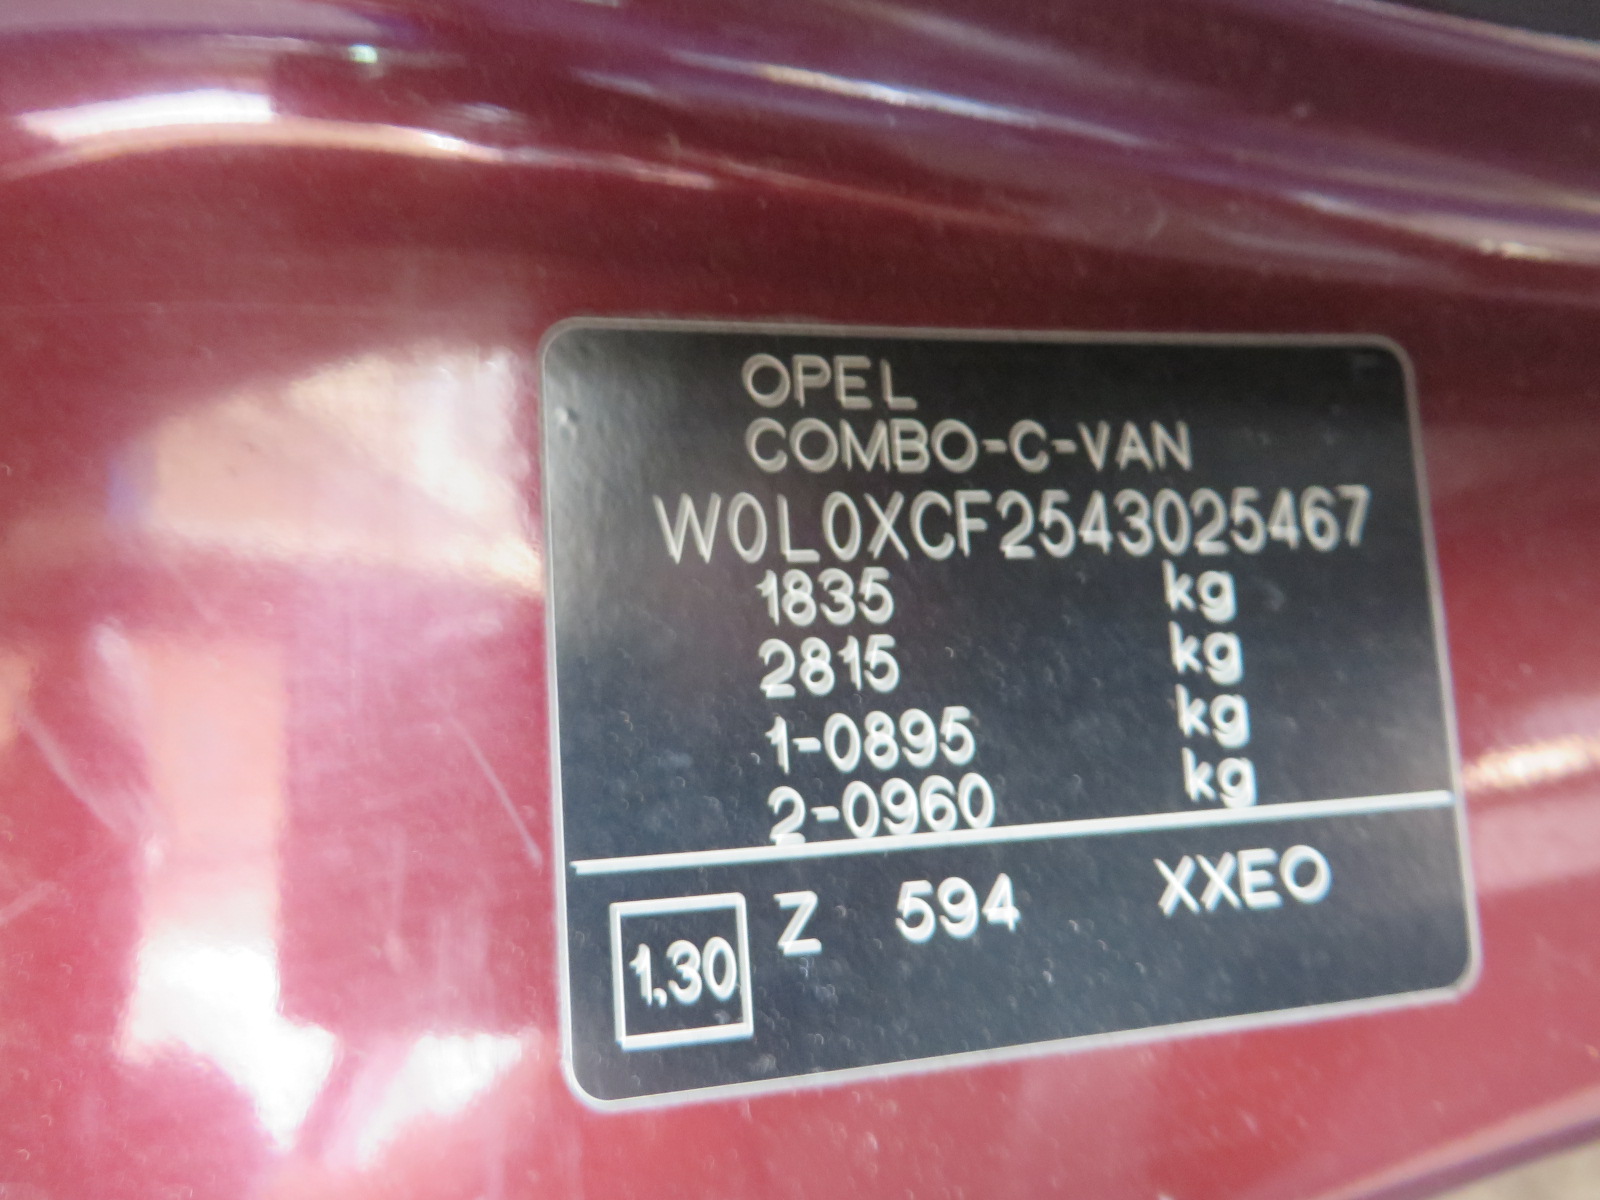 OPEL
COMBO-C-VAN
W0L0XCF2543025467
1835 kg
2815 kg
1-0895 kg
2-0960 kg
1.30 Z 594 XXEO